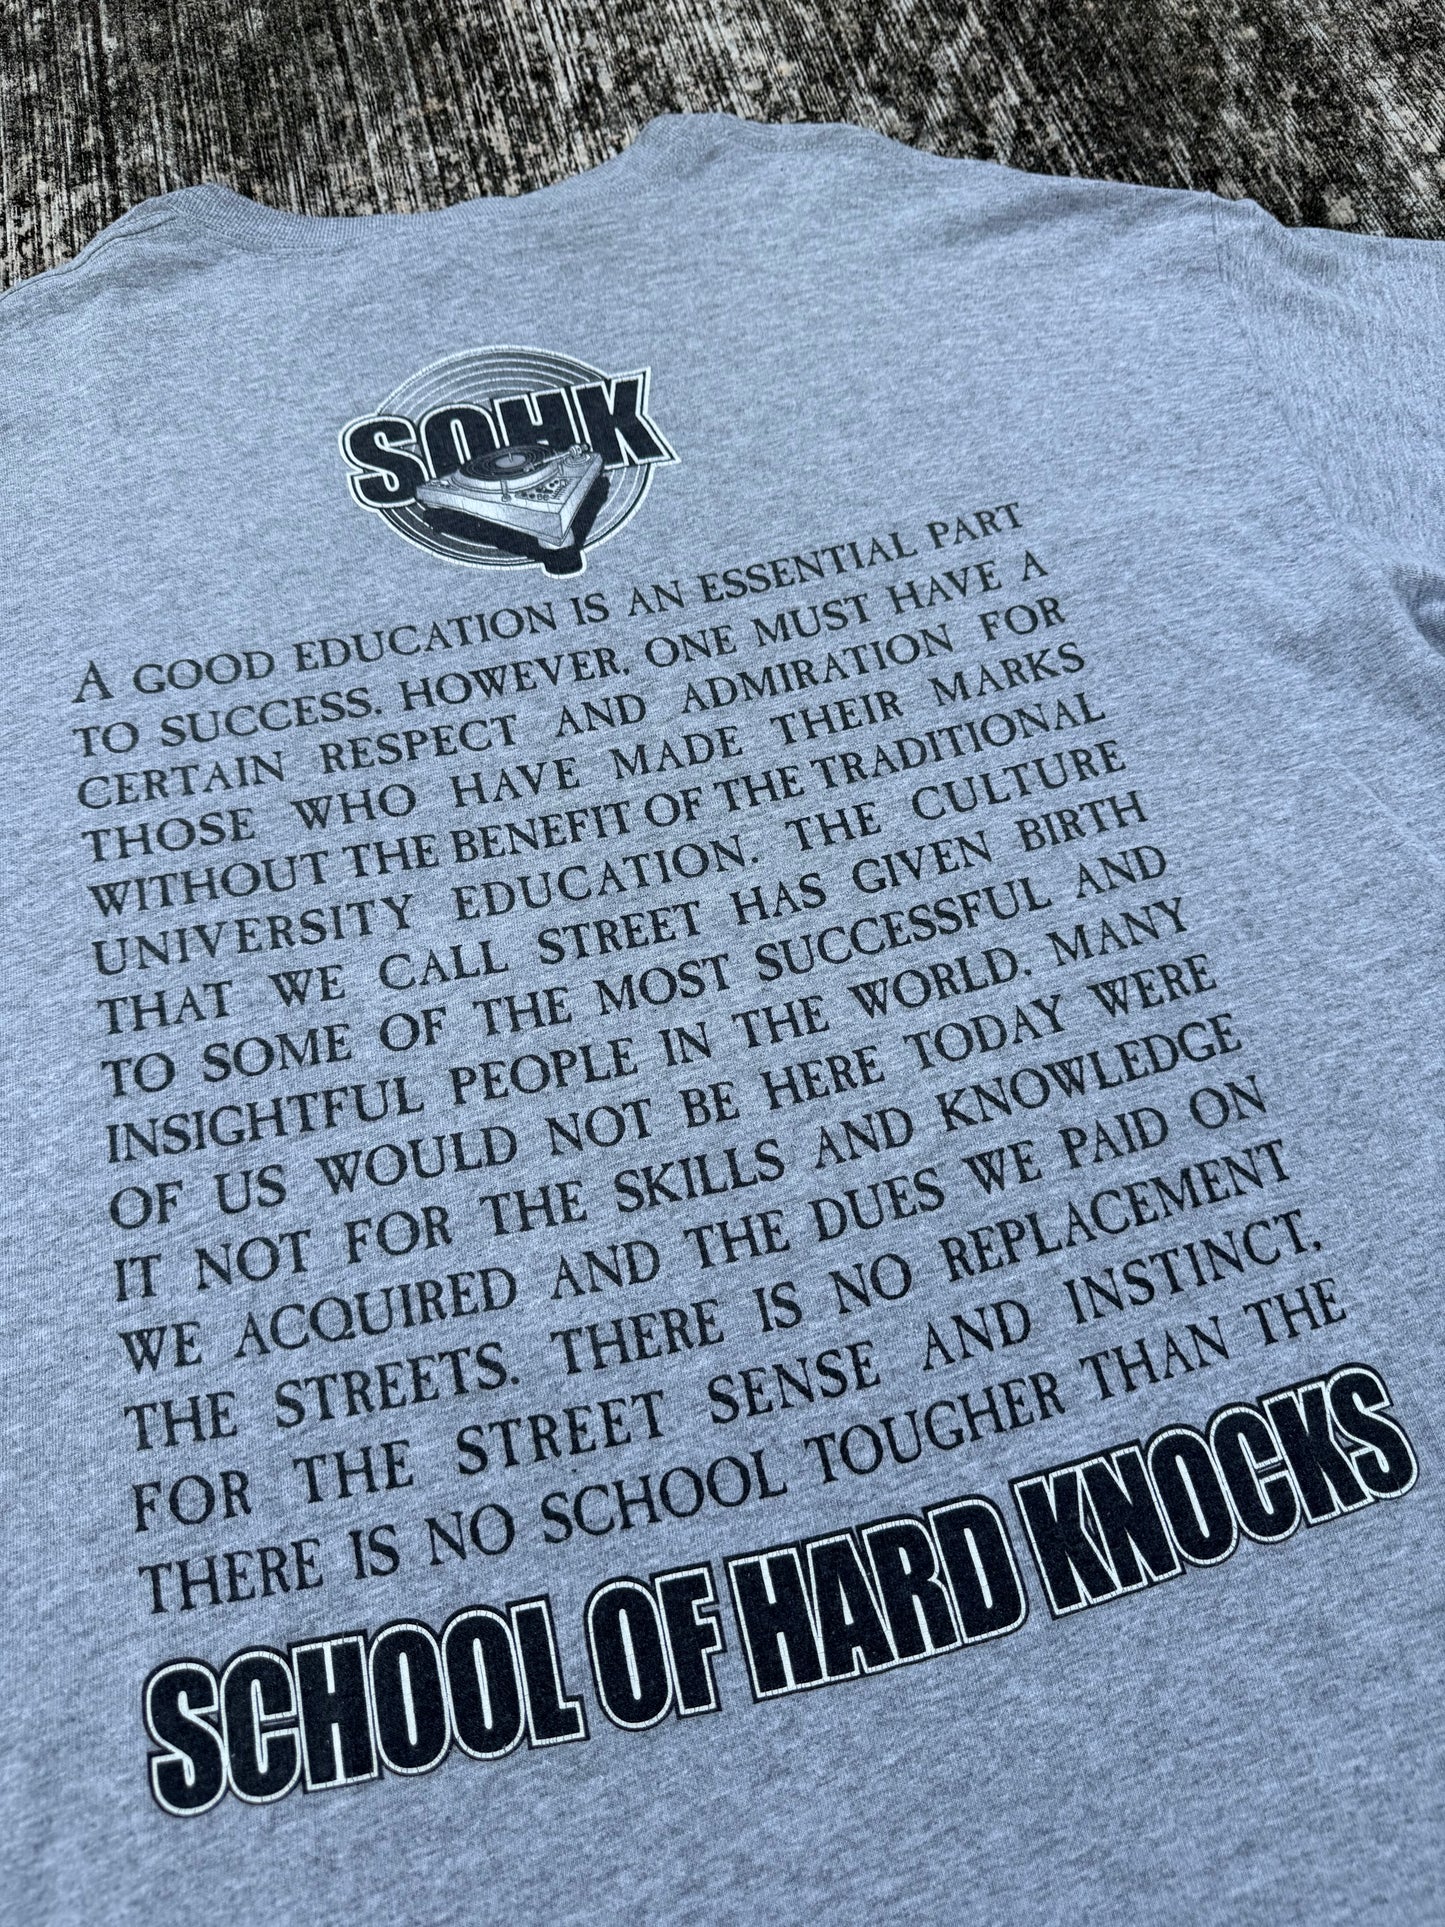 SOHK
A GOOD EDUCATION IS AN ESSENTIAL PART
TO SUCCESS. HOWEVER, ONE MUST HAVE A
CERTAIN RESPECT AND ADMIRATION FOR
THOSE WHO HAVE MADE THEIR MARKS
WITHOUT THE BENEFIT OF THE TRADITIONAL
UNIVERSITY EDUCATION. THE CULTURE
THAT WE CALL STREET HAS GIVEN BIRTH
TO SOME OF THE MOST SUCCESSFUL AND
INSIGHTFUL PEOPLE IN THE WORLD. MANY
OF US WOULD NOT BE HERE TODAY WERE
IT NOT FOR THE SKILLS AND KNOWLEDGE
WE ACQUIRED AND THE DUES WE PAID ON
THE STREETS. THERE IS NO REPLACEMENT
FOR THE STREET SENSE AND INSTINCT,
THERE IS NO SCHOOL TOUGHER THAN THE
SCHOOL OF HARD KNOCKS